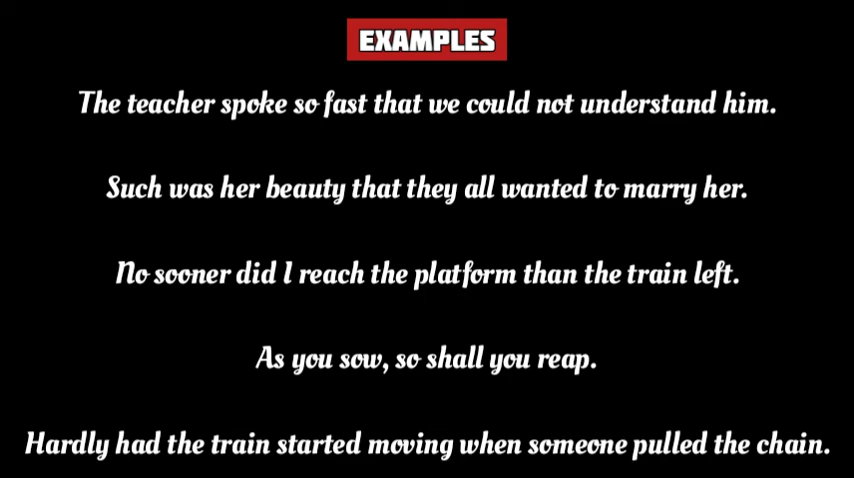 EXAMPLES
The teacher spoke so fast that we could not understand him.
Such was her beauty that they all wanted to marry her.
No sooner did I reach the platform than the train left.
As you sow, so shall you reap.
Hardly had the train started moving when someone pulled the chain.